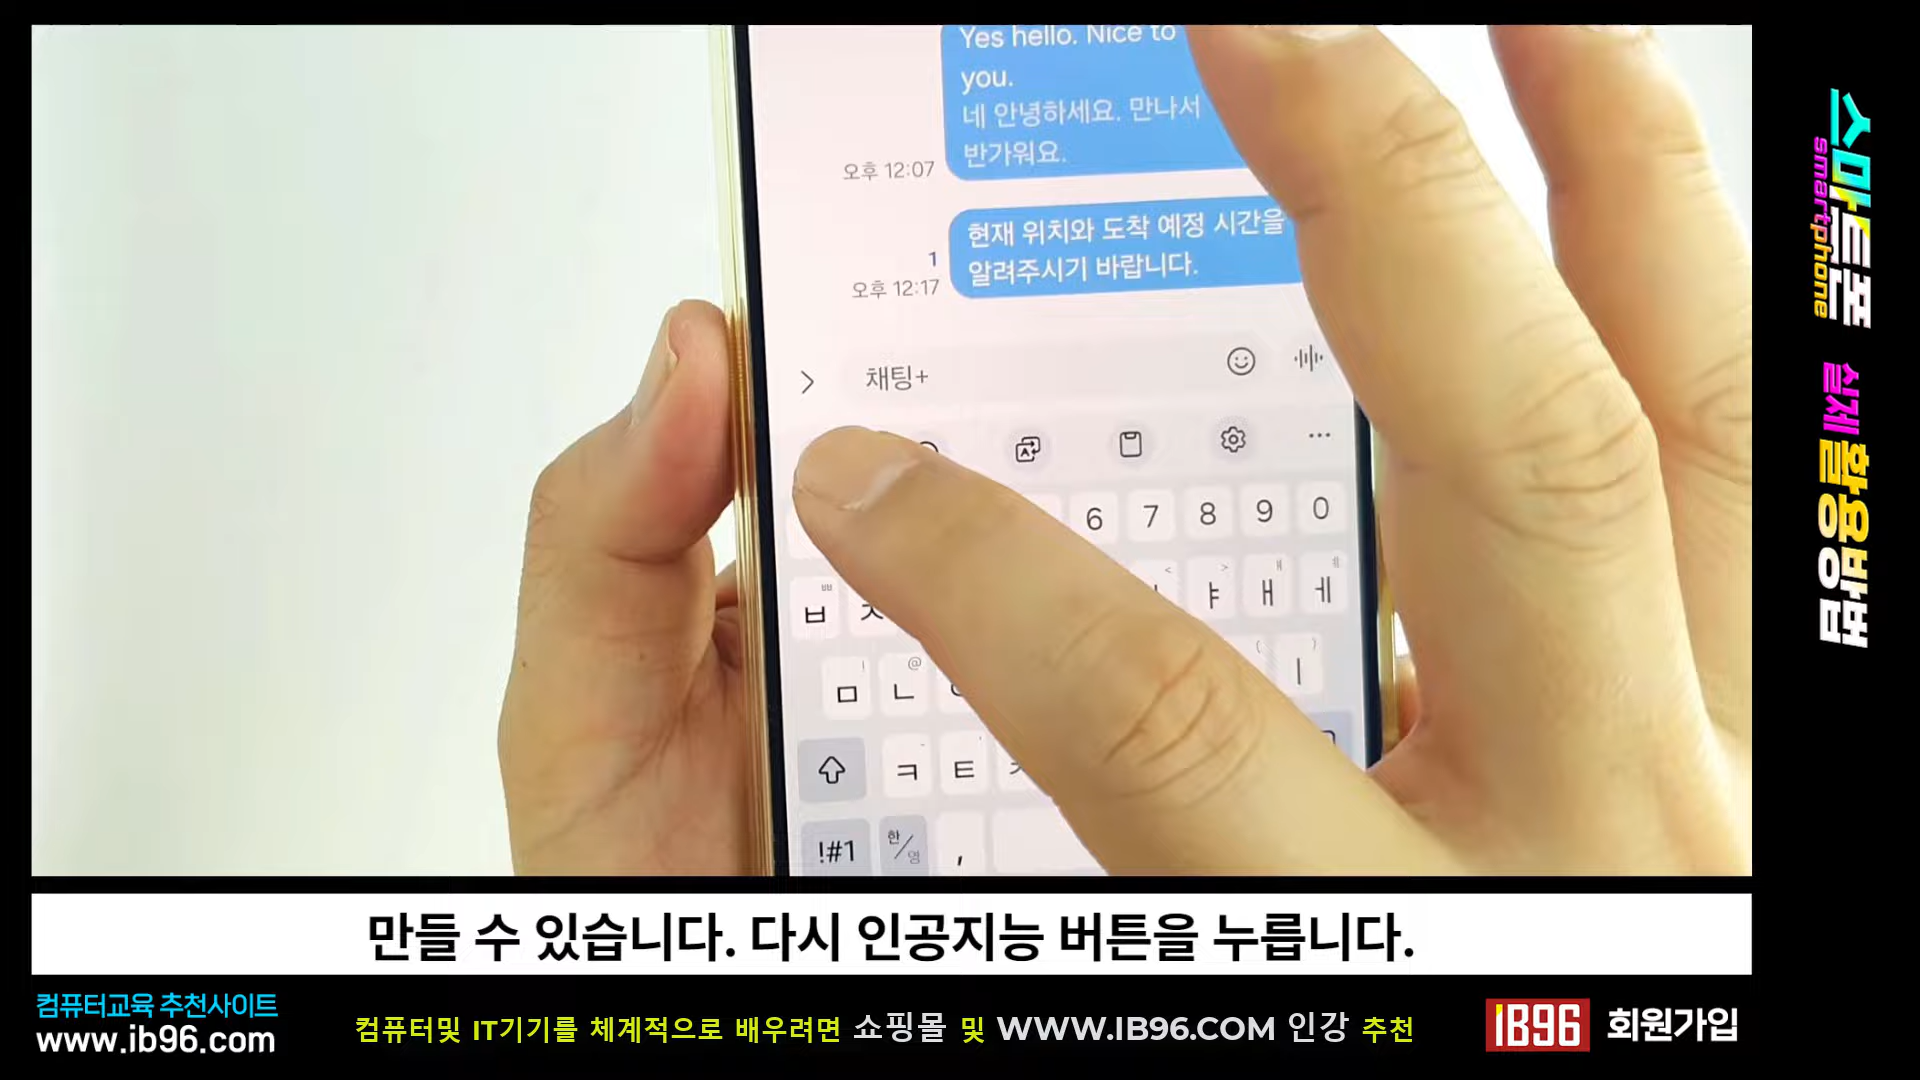 Yes hello. Nice to
you.
네 안녕하세요. 만나서
반가워요.
오후 12:07
현재 위치와 도착 예정 시간을
알려주시기 바랍니다.
1
오후 12:17
채팅+
6 7 8 9 0
ㅃ < > ㅒ ㅖ
ㅂ ㅑ ㅐ ㅔ
! @ ( )
ㅁ ㄴ ㅣ
ㅋ ㅌ
!#1 한/영 ,
스마트폰 실제활용방법
smartphone
만들 수 있습니다. 다시 인공지능 버튼을 누릅니다.
컴퓨터교육 추천사이트
www.ib96.com
컴퓨터및 IT기기를 체계적으로 배우려면 쇼핑몰 및 WWW.IB96.COM 인강 추천
IB96 회원가입